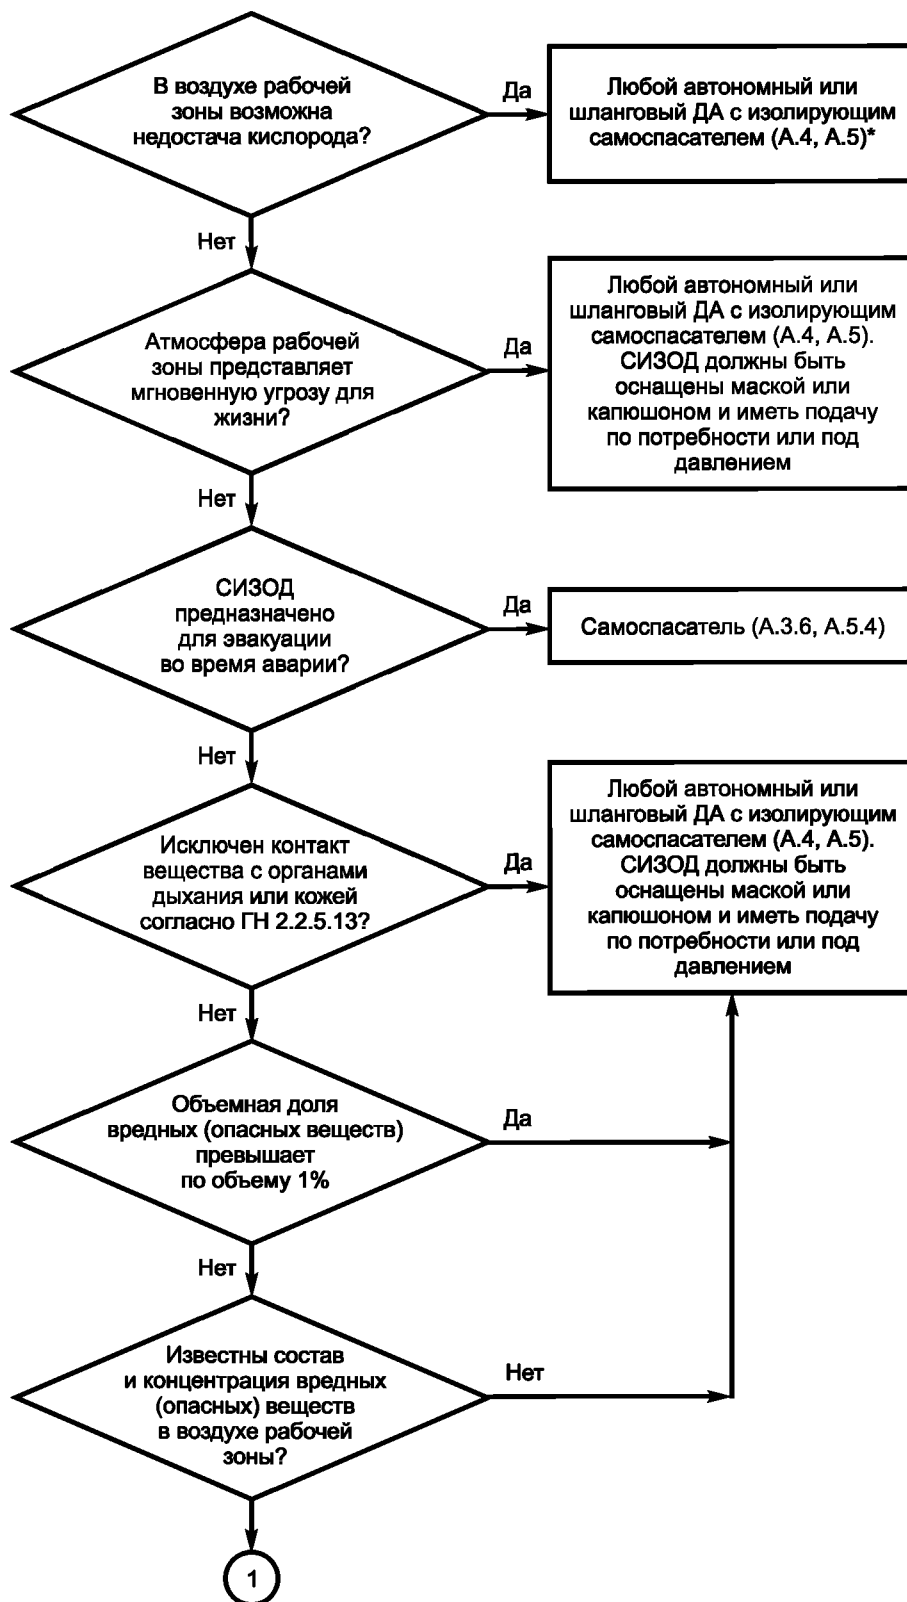 В воздухе рабочей
зоны возможна
недостача кислорода?
Да
Любой автономный или
шланговый ДА с изолирующим
самоспасателем (А.4, А.5)*
Нет
Атмосфера рабочей
зоны представляет
мгновенную угрозу для
жизни?
Да
Любой автономный или
шланговый ДА с изолирующим
самоспасателем (А.4, А.5).
СИЗОД должны быть
оснащены маской или
капюшоном и иметь подачу
по потребности или под
давлением
Нет
СИЗОД
предназначено
для эвакуации
во время аварии?
Да
Самоспасатель (А.3.6, А.5.4)
Нет
Исключен контакт
вещества с органами
дыхания или кожей
согласно ГН 2.2.5.13?
Да
Любой автономный или
шланговый ДА с изолирующим
самоспасателем (А.4, А.5).
СИЗОД должны быть
оснащены маской или
капюшоном и иметь подачу
по потребности или под
давлением
Нет
Объемная доля
вредных (опасных веществ)
превышает
по объему 1%
Да
Нет
Известны состав
и концентрация вредных
(опасных) веществ
в воздухе рабочей
зоны?
Нет
1